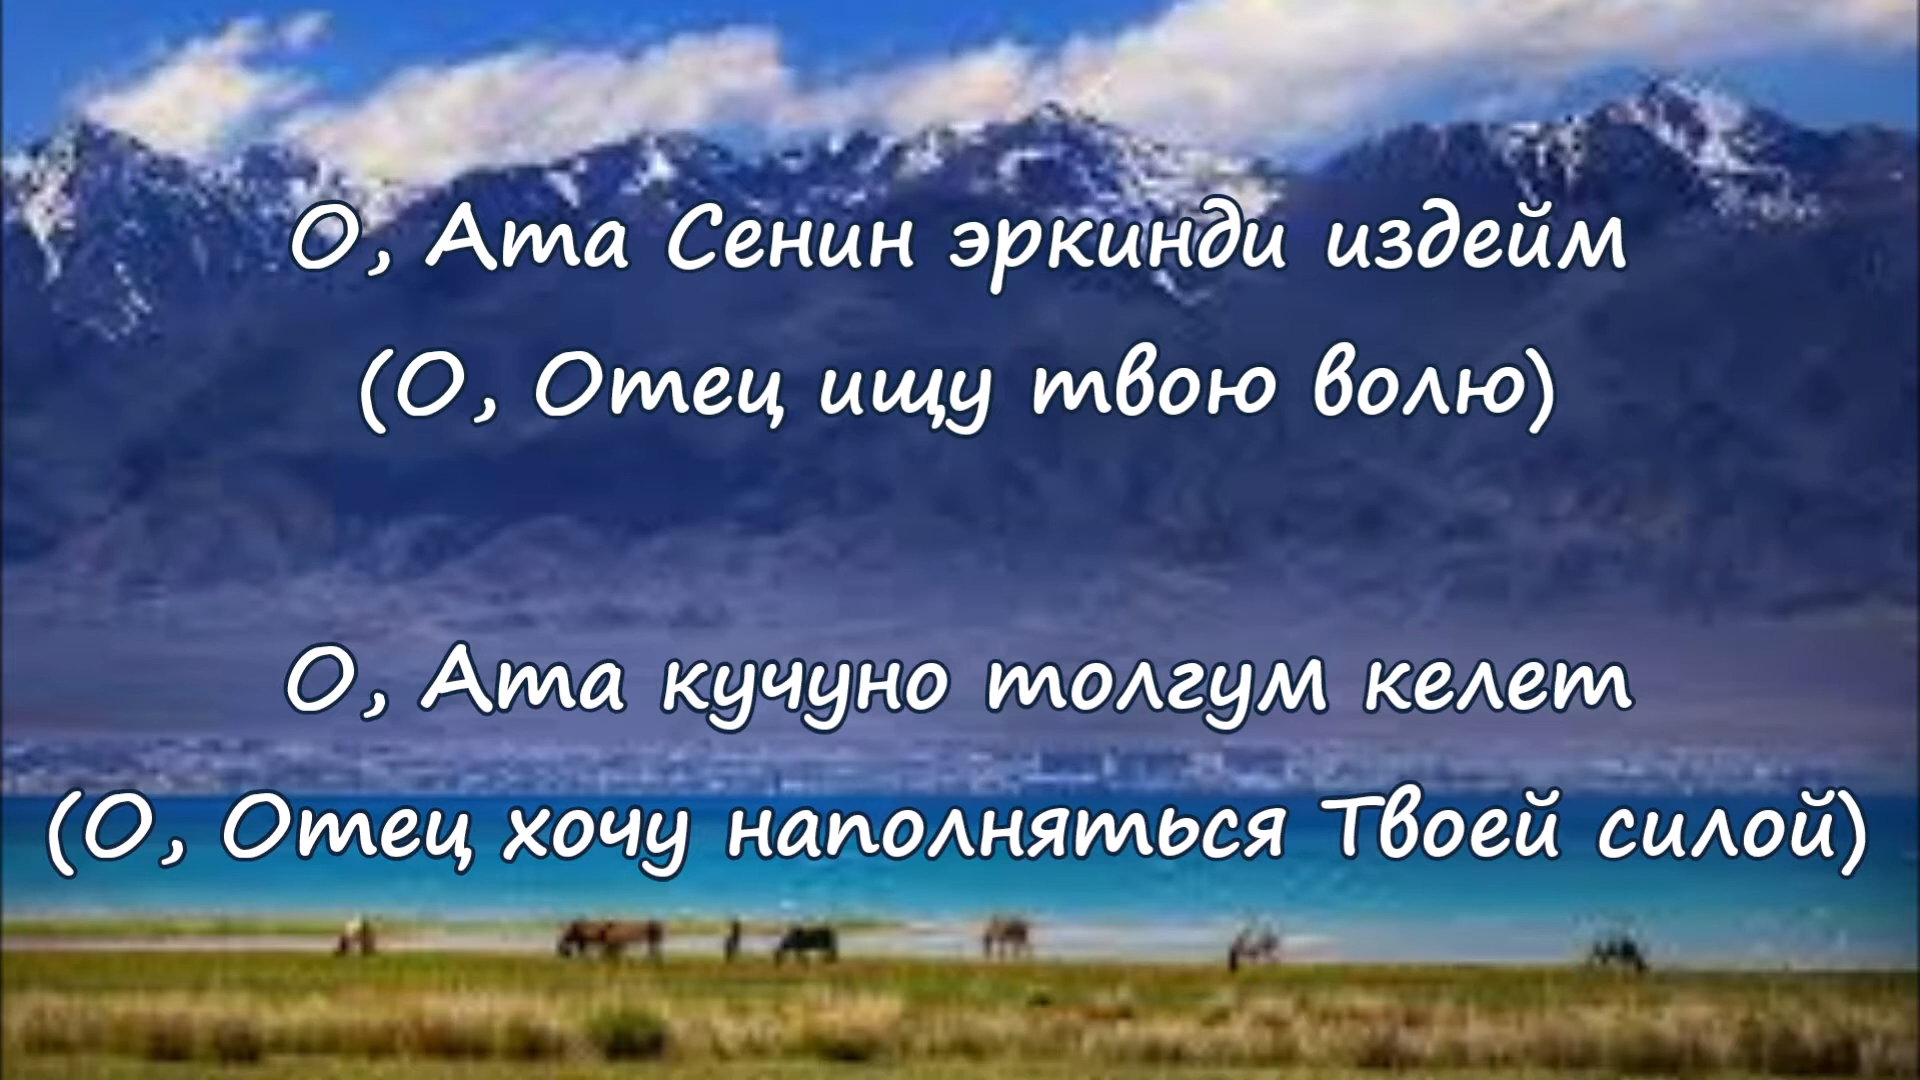 О, Ата Сенин эркинди издейм
(О, Отец ищу твою волю)
О, Ата кучуно толгум келет
(О, Отец хочу наполняться Твоей силой)